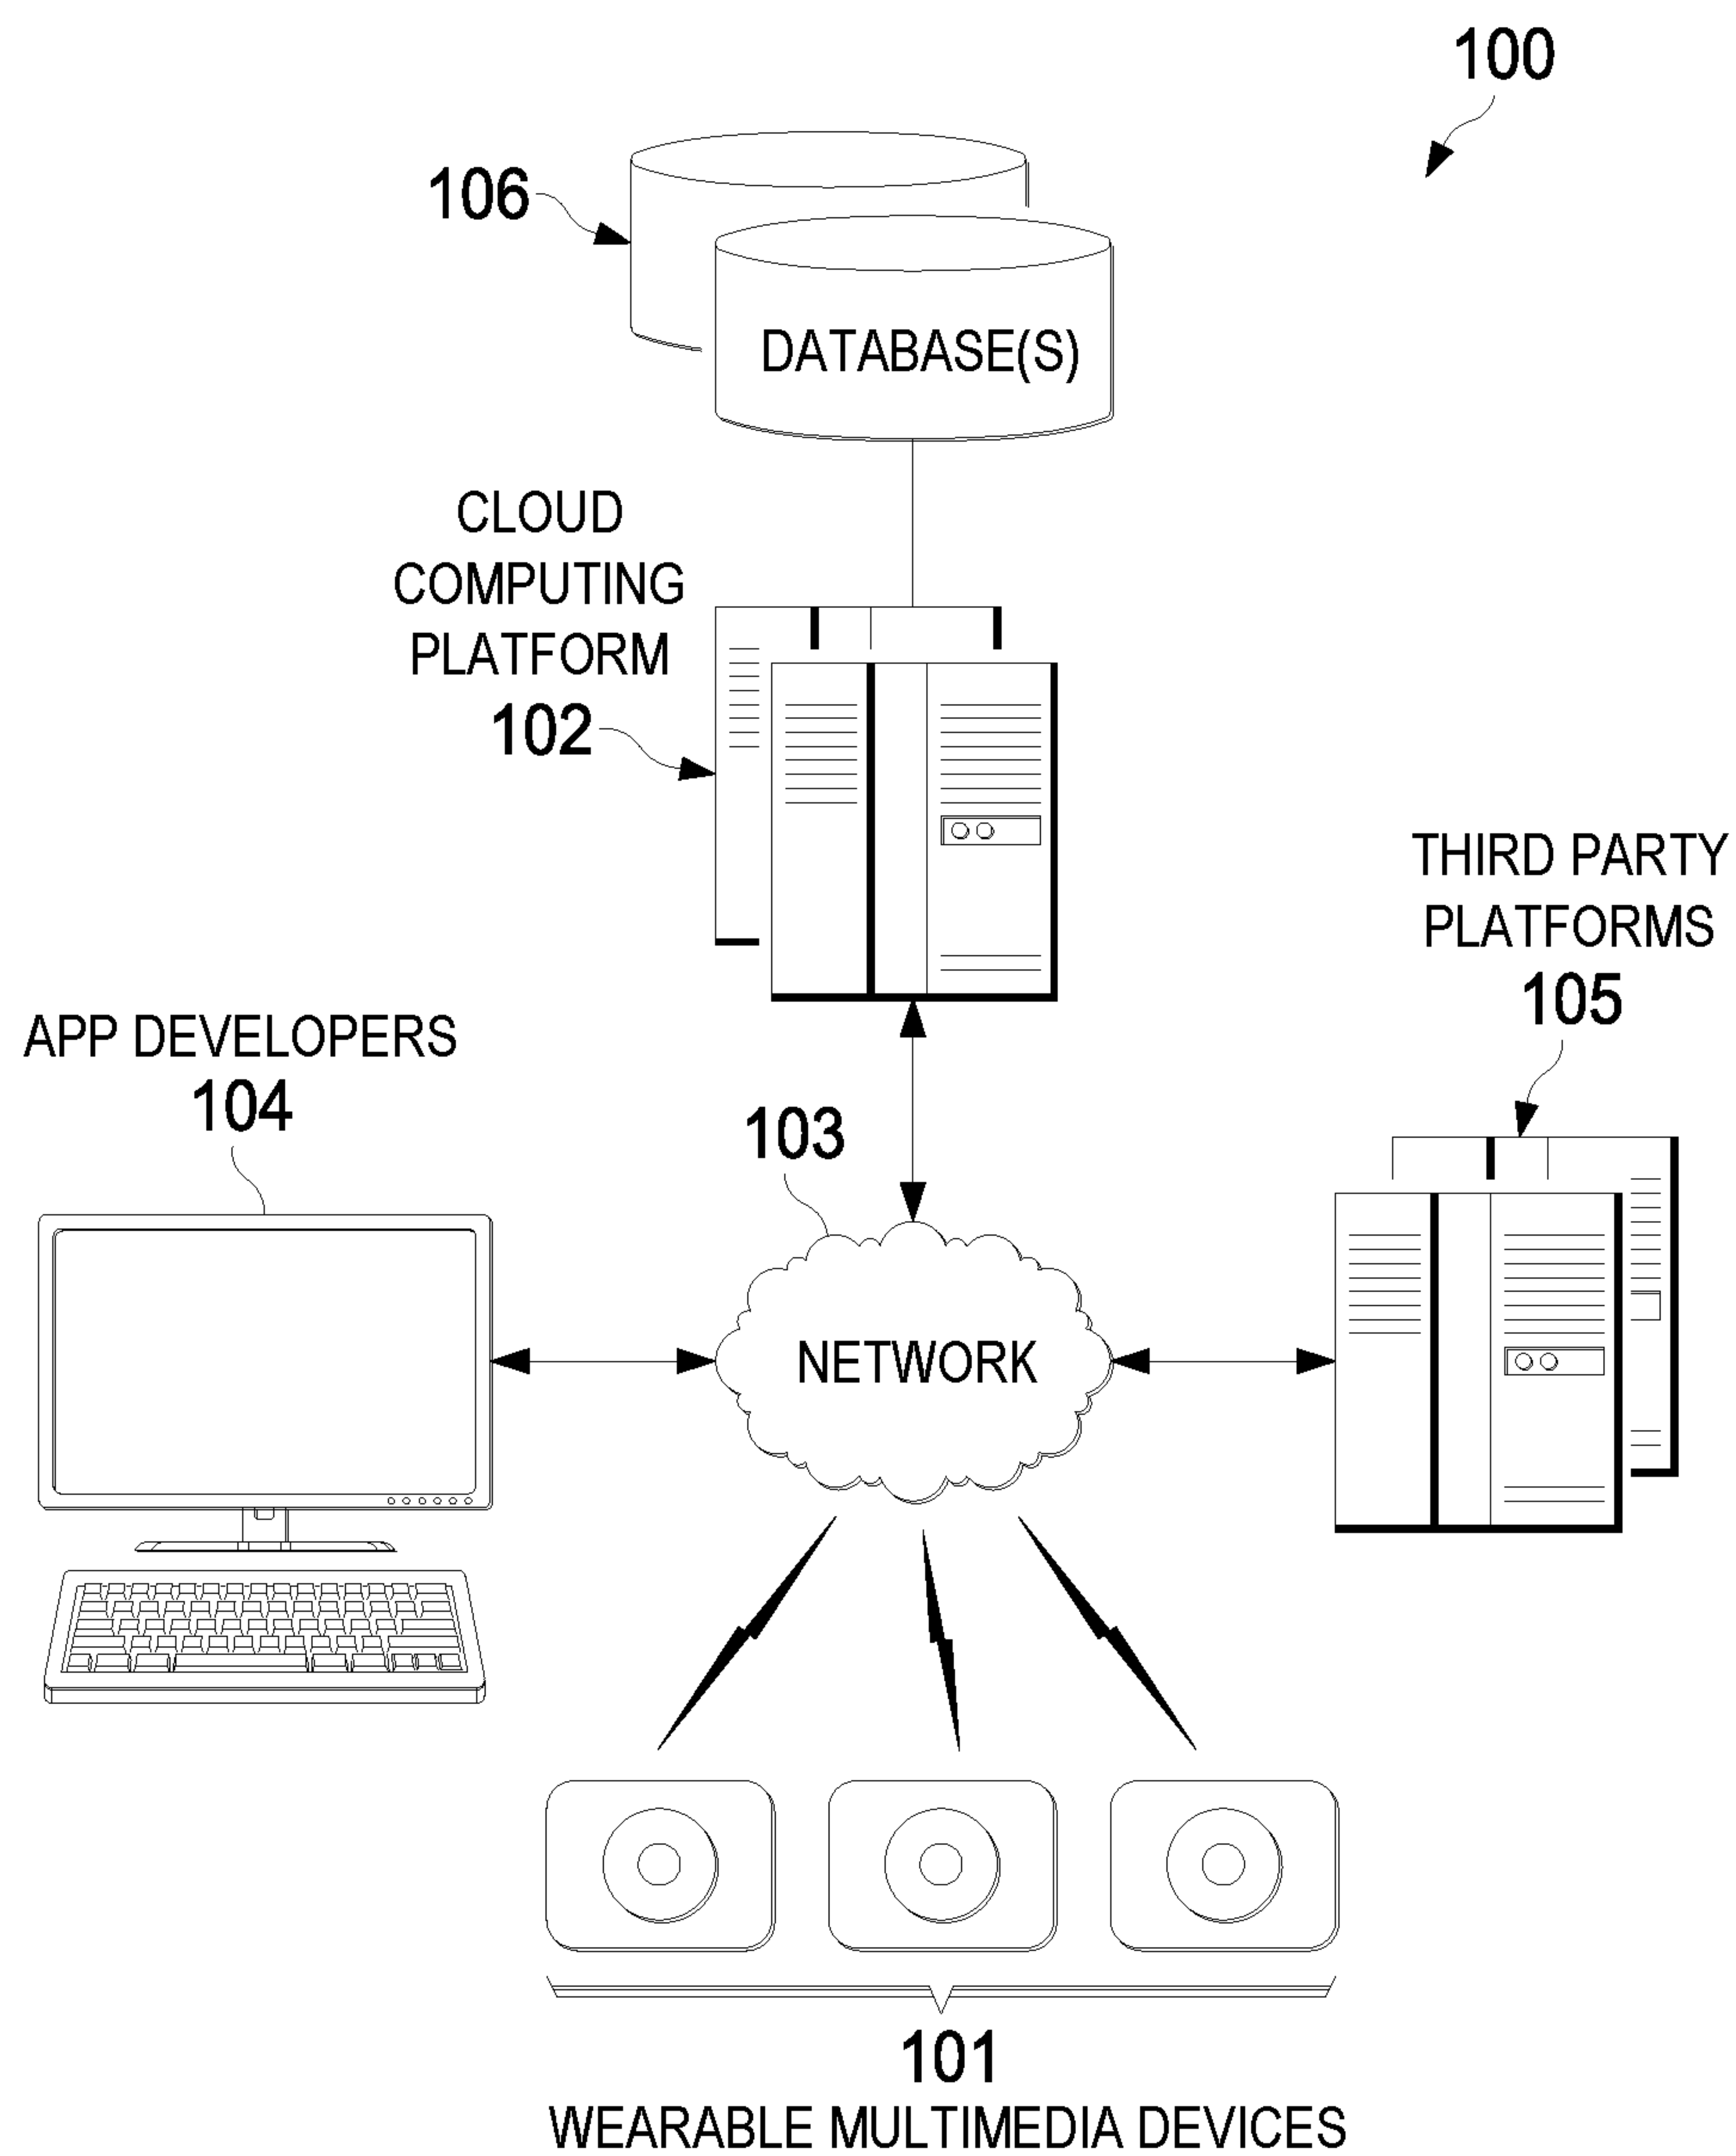 100
106
DATABASE(S)
CLOUD
COMPUTING
PLATFORM
102
THIRD PARTY
PLATFORMS
105
APP DEVELOPERS
104
103
NETWORK
101
WEARABLE MULTIMEDIA DEVICES